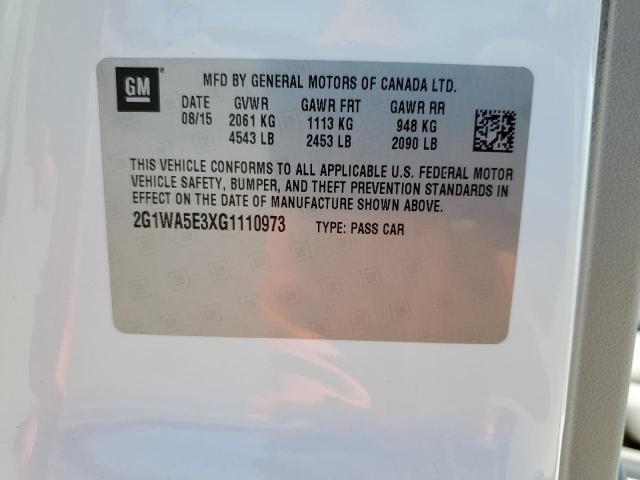 GM ® MFD BY GENERAL MOTORS OF CANADA LTD.
DATE GVWR GAWR FRT GAWR RR
08/15 2061 KG 1113 KG 948 KG
4543 LB 2453 LB 2090 LB
THIS VEHICLE CONFORMS TO ALL APPLICABLE U.S. FEDERAL MOTOR
VEHICLE SAFETY, BUMPER, AND THEFT PREVENTION STANDARDS IN
EFFECT ON THE DATE OF MANUFACTURE SHOWN ABOVE.
2G1WA5E3XG1110973 TYPE: PASS CAR